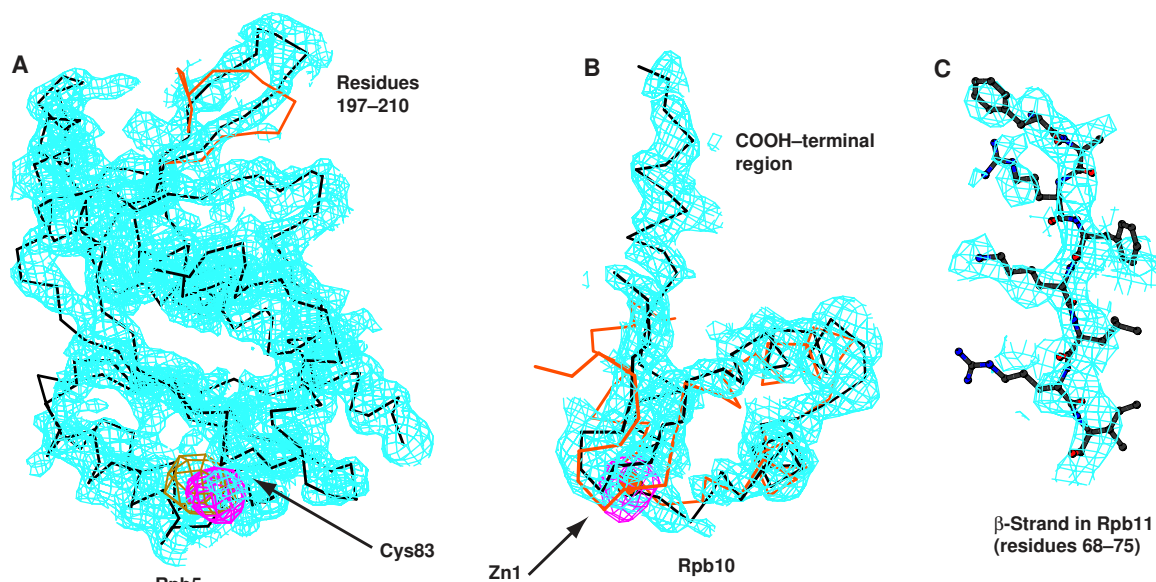 A
Residues
197–210
Cys83
B
COOH–terminal
region
Zn1
Rpb10
C
β-Strand in Rpb11
(residues 68–75)